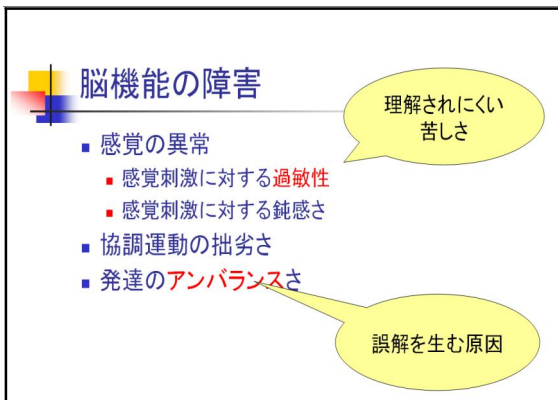 脳機能の障害
理解されにくい
苦しさ
感覚の異常
感覚刺激に対する過敏性
感覚刺激に対する鈍感さ
協調運動の拙劣さ
発達のアンバランスさ
誤解を生む原因